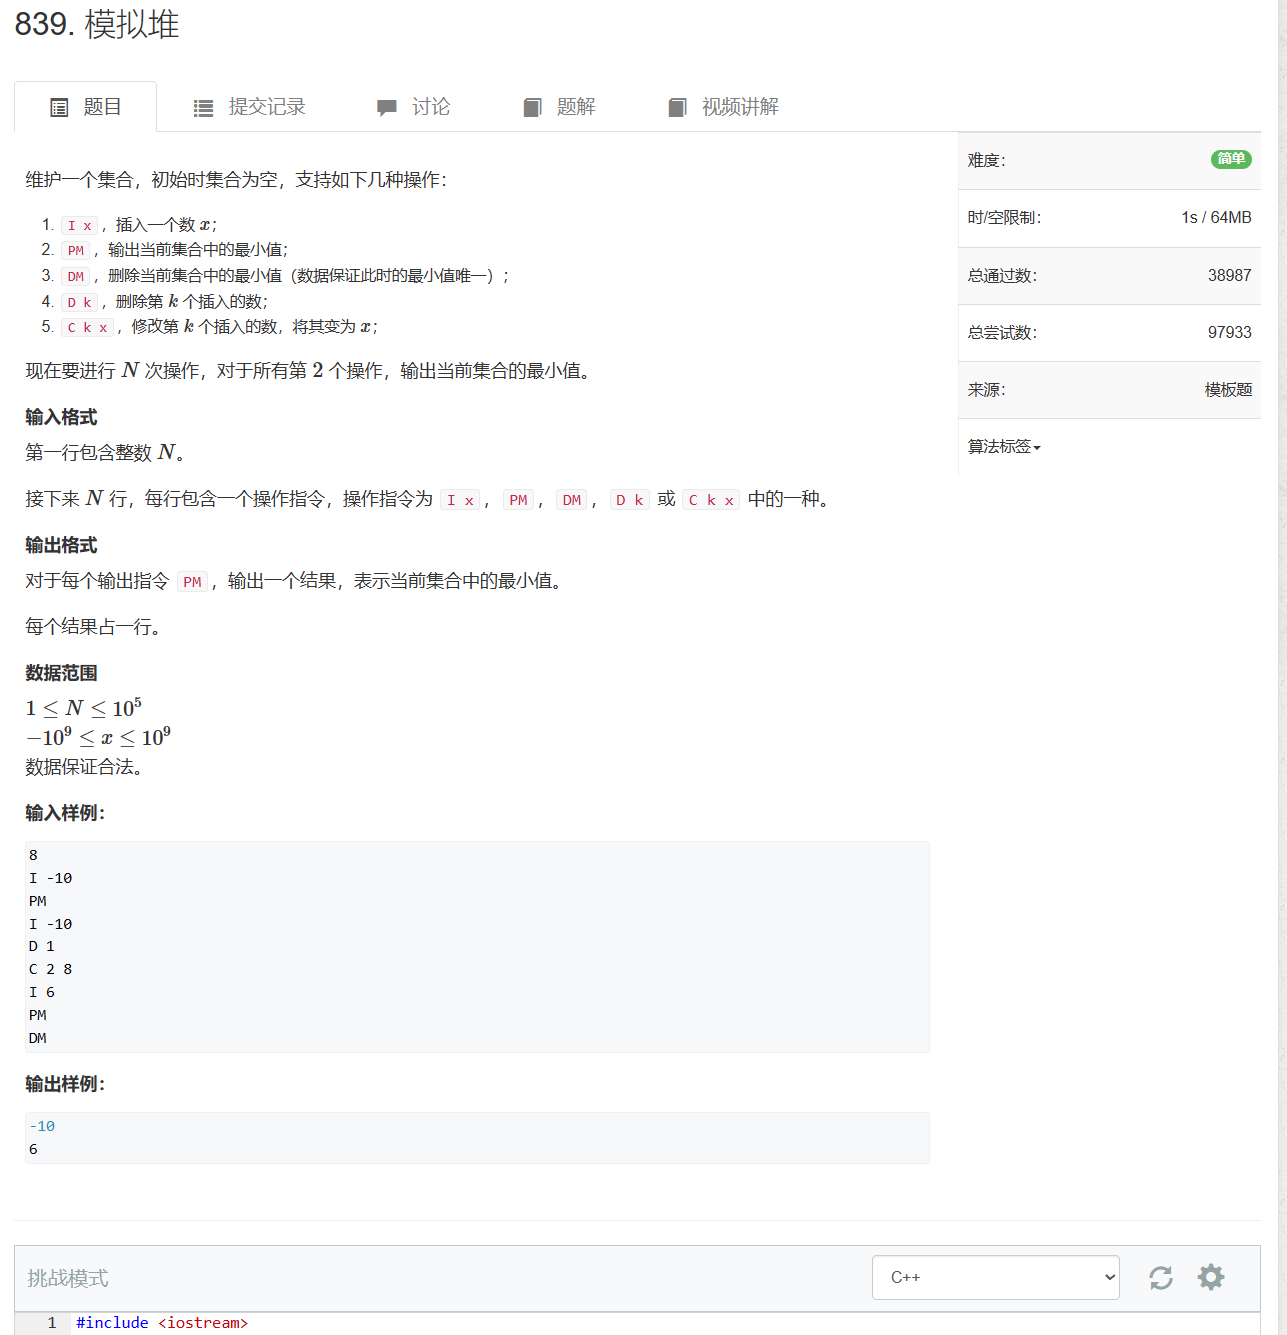 839. 模拟堆
题目
提交记录
讨论
题解
视频讲解
维护一个集合，初始时集合为空，支持如下几种操作：
1. I x ，插入一个数 x；
2. PM ，输出当前集合中的最小值；
3. DM ，删除当前集合中的最小值（数据保证此时的最小值唯一）；
4. D k ，删除第 k 个插入的数；
5. C k x ，修改第 k 个插入的数，将其变为 x；
现在要进行 N 次操作，对于所有第 2 个操作，输出当前集合的最小值。
输入格式
第一行包含整数 N。
接下来 N 行，每行包含一个操作指令，操作指令为 I x ， PM ， DM ， D k 或 C k x 中的一种。
输出格式
对于每个输出指令 PM ，输出一个结果，表示当前集合中的最小值。
每个结果占一行。
数据范围
1 ≤ N ≤ 10^5
−10^9 ≤ x ≤ 10^9
数据保证合法。
输入样例：
8
I -10
PM
I -10
D 1
C 2 8
I 6
PM
DM
输出样例：
-10
6
难度： 简单
时/空限制： 1s / 64MB
总通过数： 38987
总尝试数： 97933
来源： 模板题
算法标签
挑战模式
C++
1 #include <iostream>